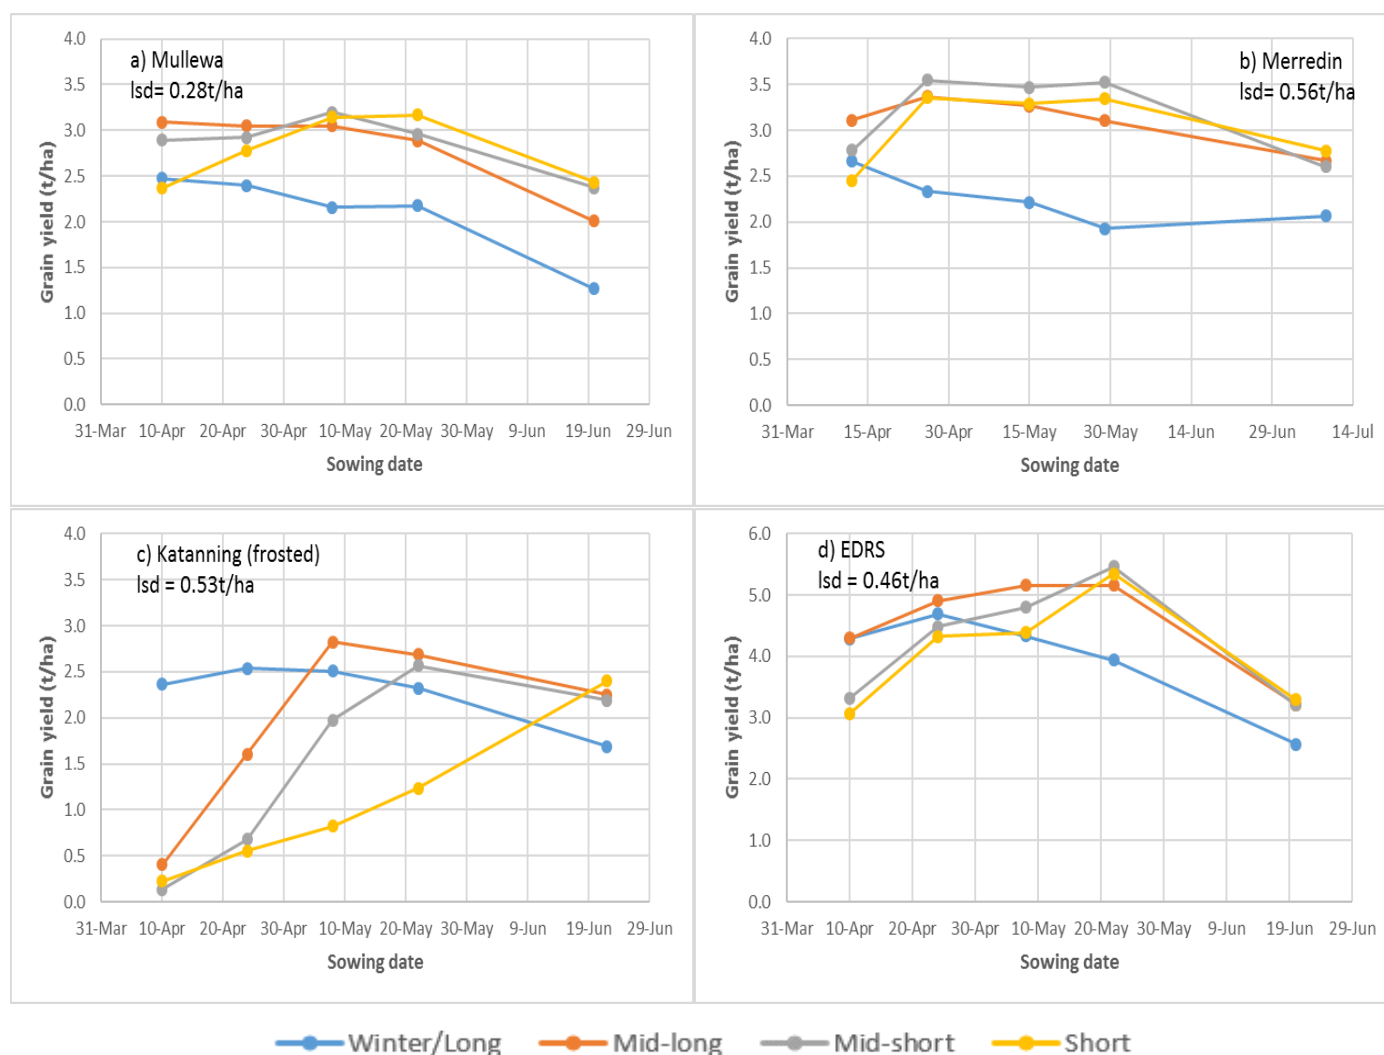 a) Mullewa
lsd= 0.28t/ha
4.0
3.5
3.0
2.5
2.0
1.5
1.0
0.5
0.0
Grain yield (t/ha)
31-Mar 10-Apr 20-Apr 30-Apr 10-May 20-May 30-May 9-Jun 19-Jun 29-Jun
Sowing date
b) Merredin
lsd= 0.56t/ha
4.0
3.5
3.0
2.5
2.0
1.5
1.0
0.5
0.0
Grain yield (t/ha)
31-Mar 15-Apr 30-Apr 15-May 30-May 14-Jun 29-Jun 14-Jul
Sowing date
c) Katanning (frosted)
lsd = 0.53t/ha
4.0
3.5
3.0
2.5
2.0
1.5
1.0
0.5
0.0
Grain yield (t/ha)
31-Mar 10-Apr 20-Apr 30-Apr 10-May 20-May 30-May 9-Jun 19-Jun 29-Jun
Sowing date
d) EDRS
lsd = 0.46t/ha
6.0
5.0
4.0
3.0
2.0
1.0
0.0
Grain yield (t/ha)
31-Mar 10-Apr 20-Apr 30-Apr 10-May 20-May 30-May 9-Jun 19-Jun 29-Jun
Sowing date
Winter/Long Mid-long Mid-short Short